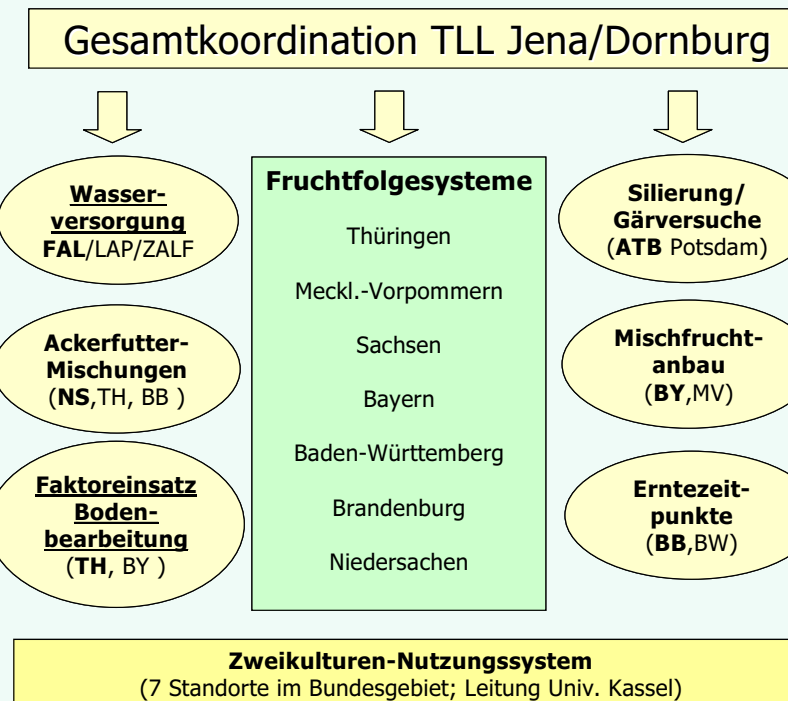 Gesamtkoordination TLL Jena/Dornburg
Wasser-
versorgung
FAL/LAP/ZALF
Ackerfutter-
Mischungen
(NS,TH, BB )
Faktoreinsatz
Boden-
bearbeitung
(TH, BY )
Fruchtfolgesysteme
Thüringen
Meckl.-Vorpommern
Sachsen
Bayern
Baden-Württemberg
Brandenburg
Niedersachen
Silierung/
Gärversuche
(ATB Potsdam)
Mischfrucht-
anbau
(BY,MV)
Erntezeit-
punkte
(BB,BW)
Zweikulturen-Nutzungssystem
(7 Standorte im Bundesgebiet; Leitung Univ. Kassel)